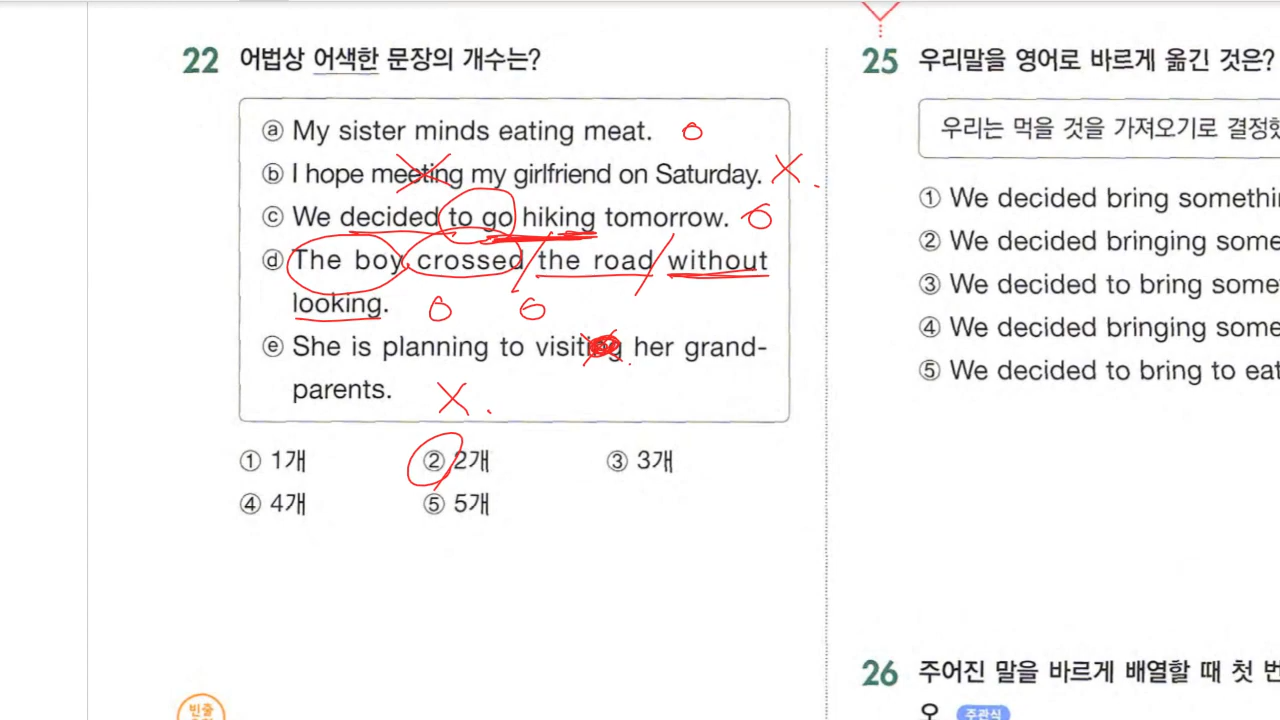 22 어법상 어색한 문장의 개수는?
ⓐ My sister minds eating meat. o
ⓑ I hope meeting my girlfriend on Saturday. X.
ⓒ We decided to go hiking tomorrow. o
ⓓ The boy crossed the road without
looking. o o
ⓔ She is planning to visiting her grand-
parents. X.
① 1개 ② 2개 ③ 3개
④ 4개 ⑤ 5개
빈출
25 우리말을 영어로 바르게 옮긴 것은?
우리는 먹을 것을 가져오기로
① We decided bring
② We decided bringing
③ We decided to bring
④ We decided bringing
⑤ We decided to bring to eat
26 주어진 말을 바르게 배열할 때 첫 번
오 주관식